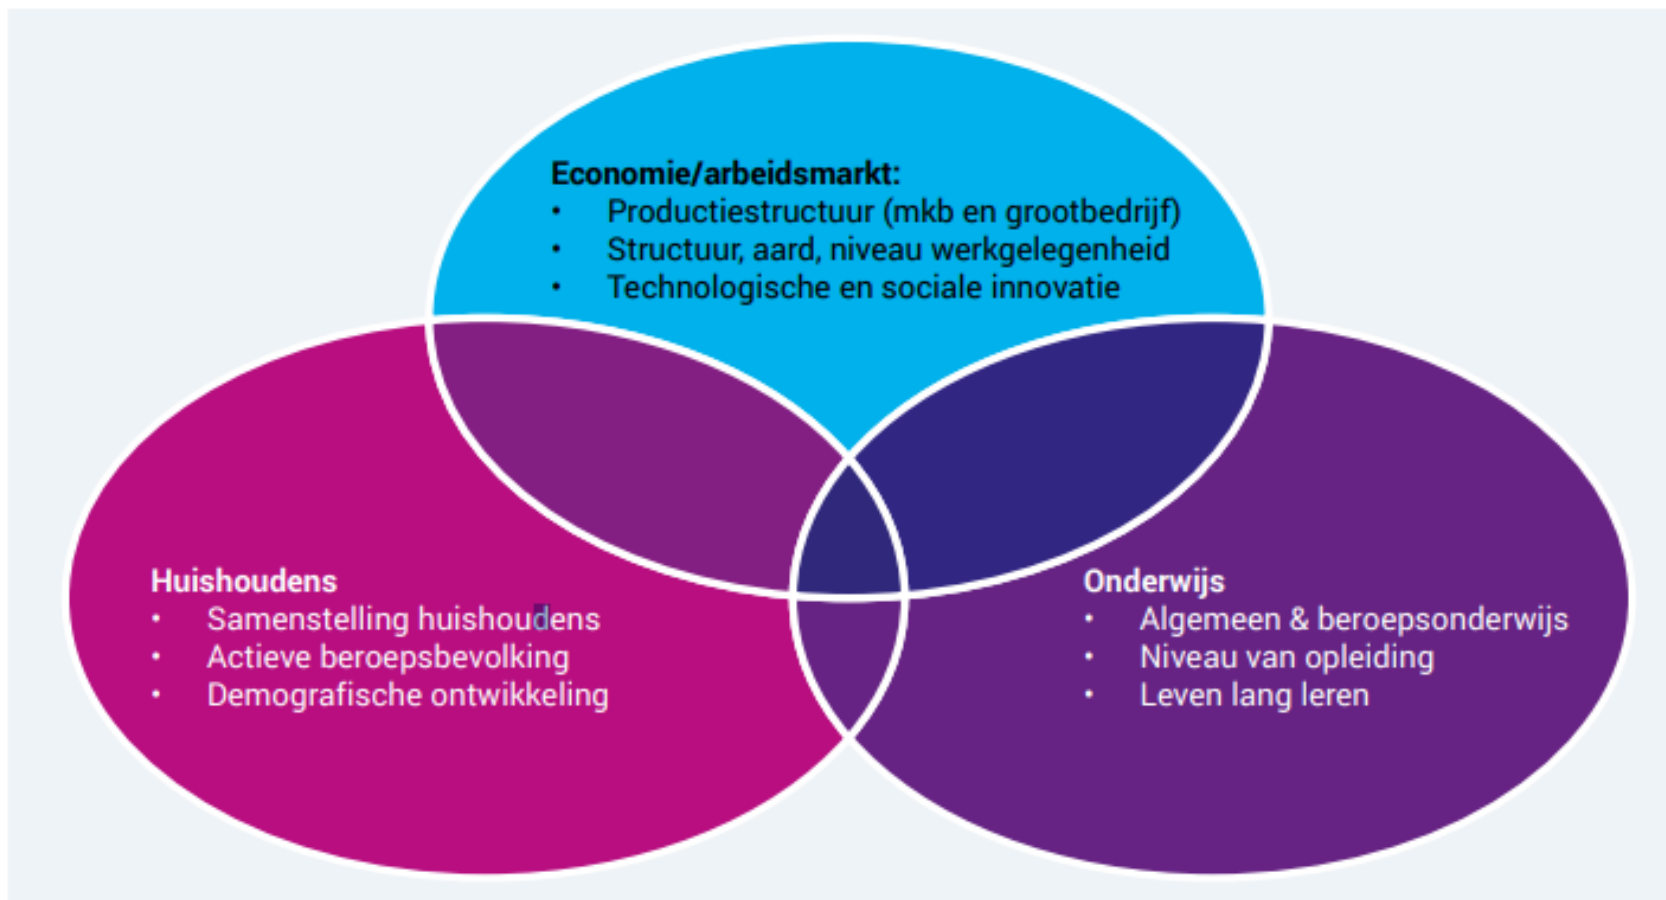 Economie/arbeidsmarkt:
• Productiestructuur (mkb en grootbedrijf)
• Structuur, aard, niveau werkgelegenheid
• Technologische en sociale innovatie
Huishoudens
• Samenstelling huishoudens
• Actieve beroepsbevolking
• Demografische ontwikkeling
Onderwijs
• Algemeen & beroepsonderwijs
• Niveau van opleiding
• Leven lang leren